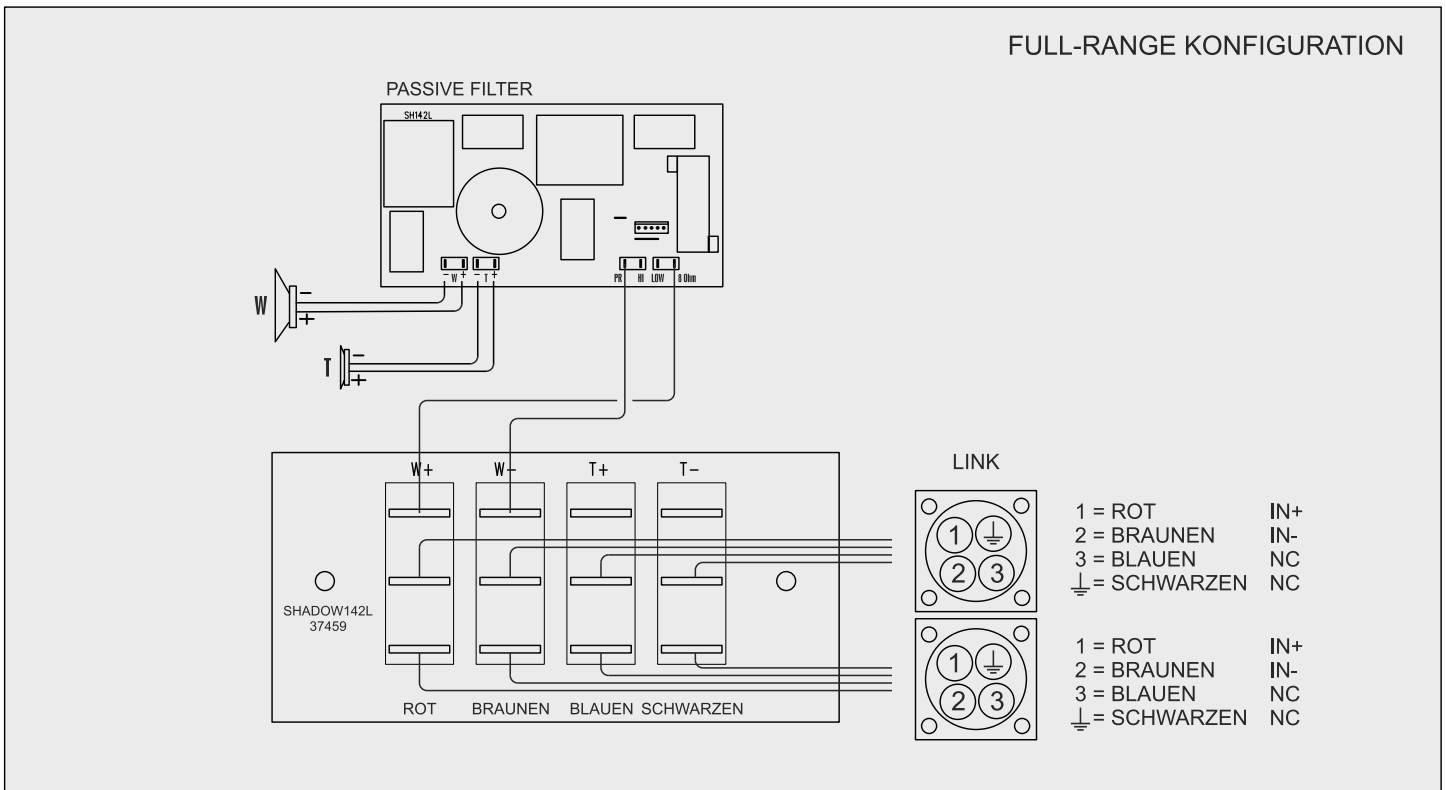 FULL-RANGE KONFIGURATION
PASSIVE FILTER
SH142L
- W + - T +
PR HI LOW 8 Ohm
W - +
T - +
W+ W- T+ T-
SHADOW142L
37459
ROT BRAUNEN BLAUEN SCHWARZEN
LINK
1 ⏚
2 3
1 = ROT IN+
2 = BRAUNEN IN-
3 = BLAUEN NC
⏚ = SCHWARZEN NC
1 ⏚
2 3
1 = ROT IN+
2 = BRAUNEN IN-
3 = BLAUEN NC
⏚ = SCHWARZEN NC